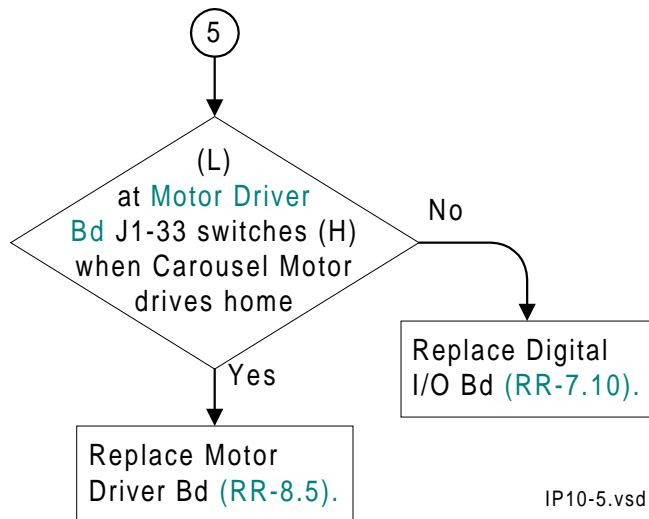 5
(L)
at Motor Driver
Bd J1-33 switches (H)
when Carousel Motor
drives home
No
Yes
Replace Digital
I/O Bd (RR-7.10).
Replace Motor
Driver Bd (RR-8.5).
IP10-5.vsd